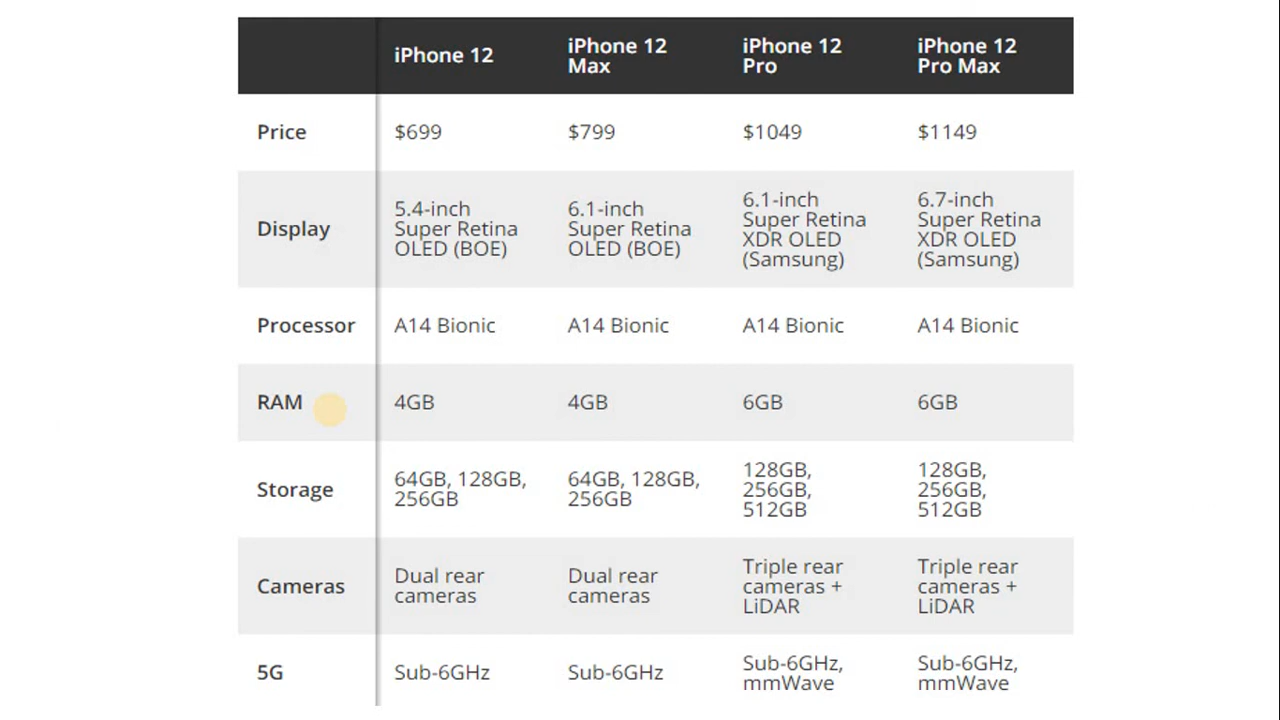 iPhone 12
iPhone 12
Max
iPhone 12
Pro
iPhone 12
Pro Max
Price
$699
$799
$1049
$1149
Display
5.4-inch
Super Retina
OLED (BOE)
6.1-inch
Super Retina
OLED (BOE)
6.1-inch
Super Retina
XDR OLED
(Samsung)
6.7-inch
Super Retina
XDR OLED
(Samsung)
Processor
A14 Bionic
A14 Bionic
A14 Bionic
A14 Bionic
RAM
4GB
4GB
6GB
6GB
Storage
64GB, 128GB,
256GB
64GB, 128GB,
256GB
128GB,
256GB,
512GB
128GB,
256GB,
512GB
Cameras
Dual rear
cameras
Dual rear
cameras
Triple rear
cameras +
LiDAR
Triple rear
cameras +
LiDAR
5G
Sub-6GHz
Sub-6GHz
Sub-6GHz,
mmWave
Sub-6GHz,
mmWave